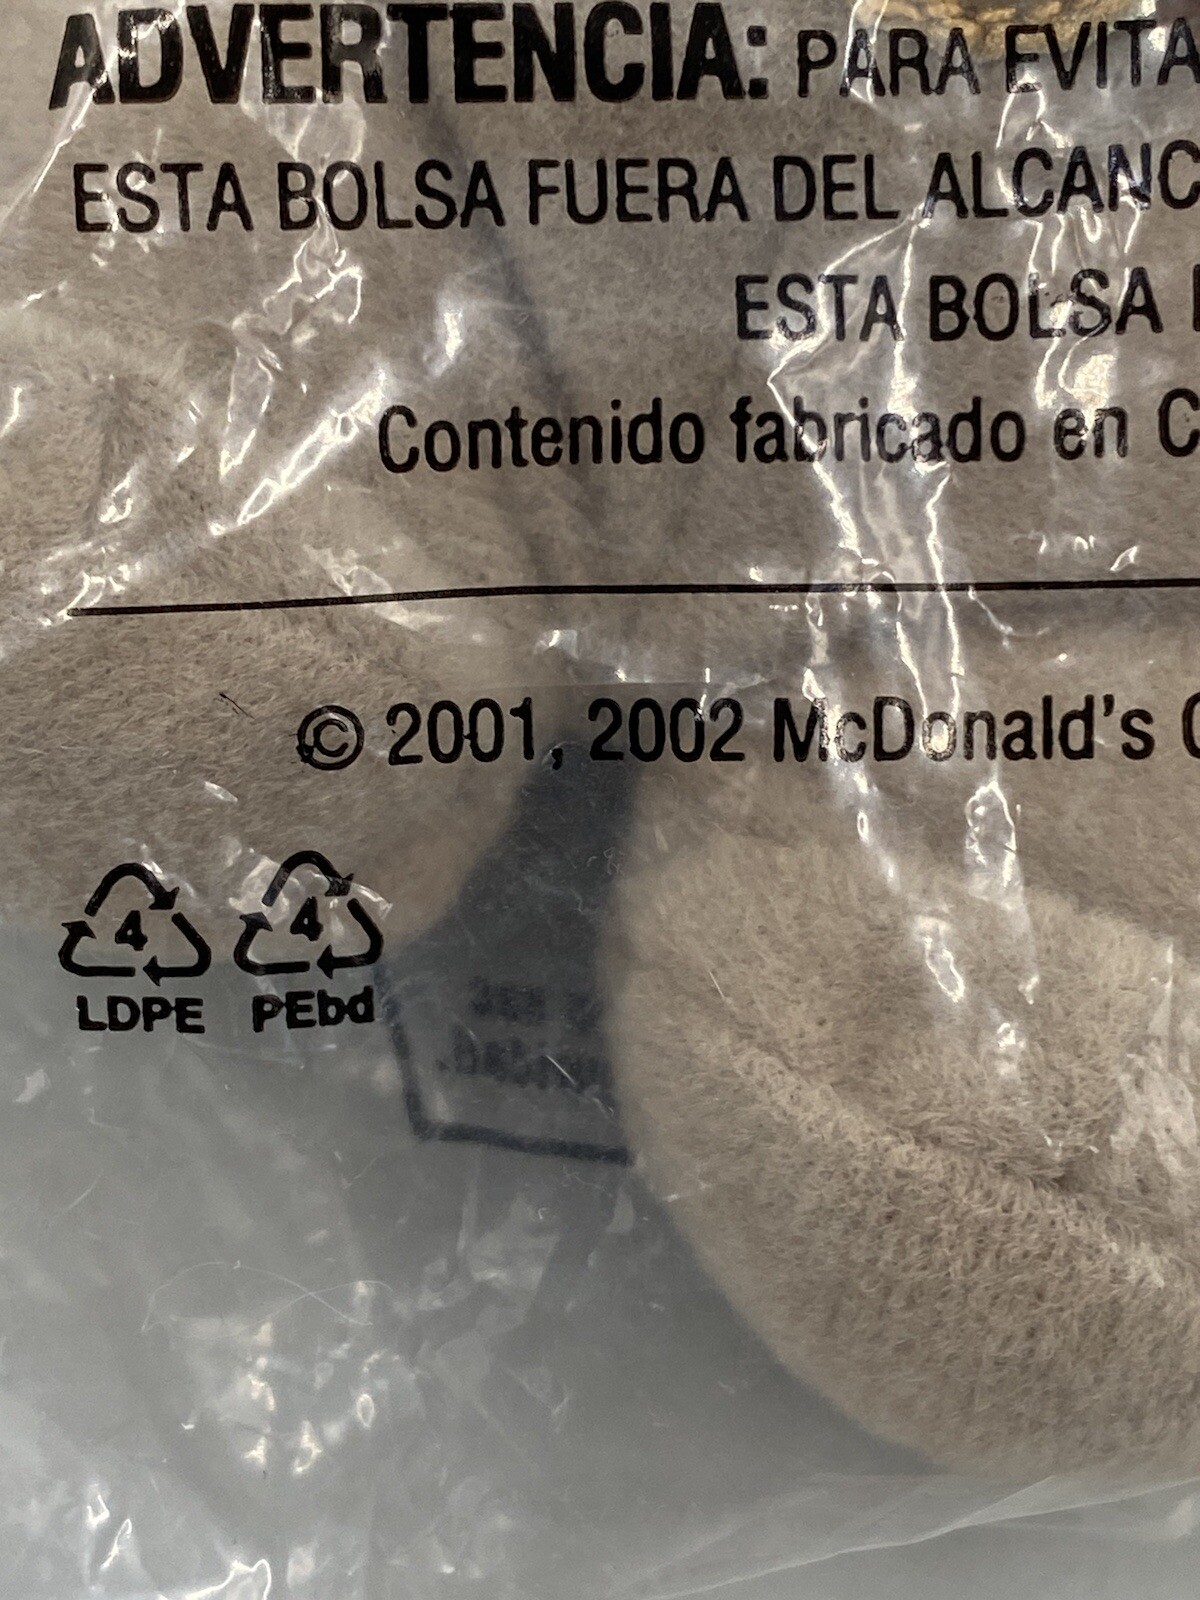 ADVERTENCIA: PARA EVITA
ESTA BOLSA FUERA DEL ALCANC
ESTA BOLSA
Contenido fabricado en C
© 2001, 2002 McDonald's C
4 4
LDPE PEbd